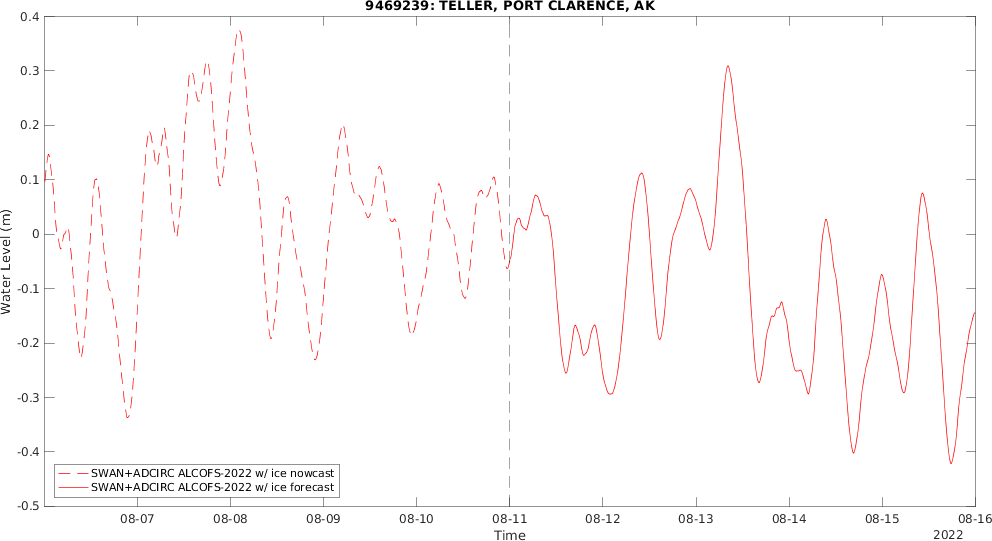 9469239: TELLER, PORT CLARENCE, AK
0.4
0.3
0.2
0.1
0
-0.1
-0.2
-0.3
-0.4
-0.5
Water Level (m)
SWAN+ADCIRC ALCOFS-2022 w/ ice nowcast
SWAN+ADCIRC ALCOFS-2022 w/ ice forecast
08-07 08-08 08-09 08-10 08-11 08-12 08-13 08-14 08-15 08-16
Time
2022